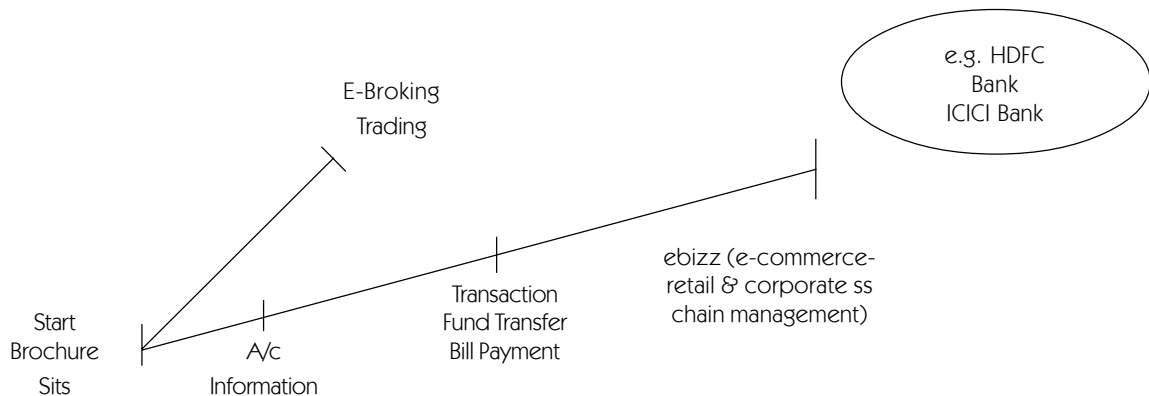 e.g. HDFC
Bank
ICICI Bank
E-Broking
Trading
ebizz (e-commerce-
retail & corporate ss
chain management)
Transaction
Fund Transfer
Bill Payment
Start
Brochure
Sits
A/c
Information